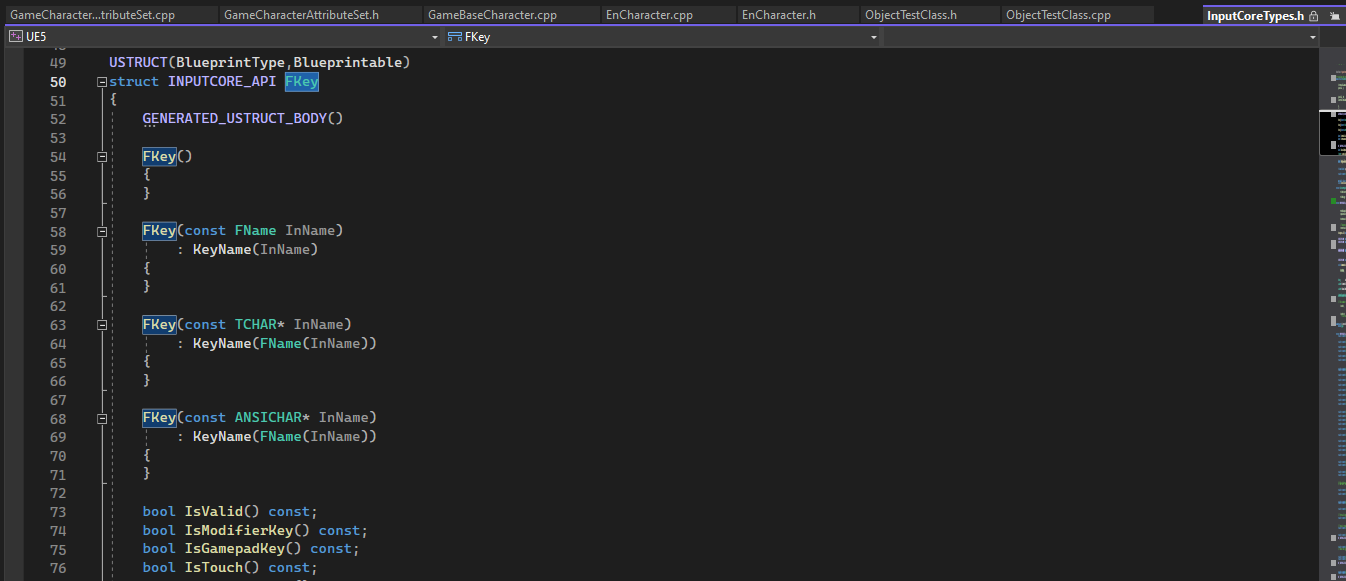 GameCharacter...tributeSet.cpp GameCharacterAttributeSet.h GameBaseCharacter.cpp EnCharacter.cpp EnCharacter.h ObjectTestClass.h ObjectTestClass.cpp InputCoreTypes.h
UE5 FKey
49 USTRUCT(BlueprintType,Blueprintable)
50 struct INPUTCORE_API FKey
51 {
52 GENERATED_USTRUCT_BODY()
53
54 FKey()
55 {
56 }
57
58 FKey(const FName InName)
59 : KeyName(InName)
60 {
61 }
62
63 FKey(const TCHAR* InName)
64 : KeyName(FName(InName))
65 {
66 }
67
68 FKey(const ANSICHAR* InName)
69 : KeyName(FName(InName))
70 {
71 }
72
73 bool IsValid() const;
74 bool IsModifierKey() const;
75 bool IsGamepadKey() const;
76 bool IsTouch() const;